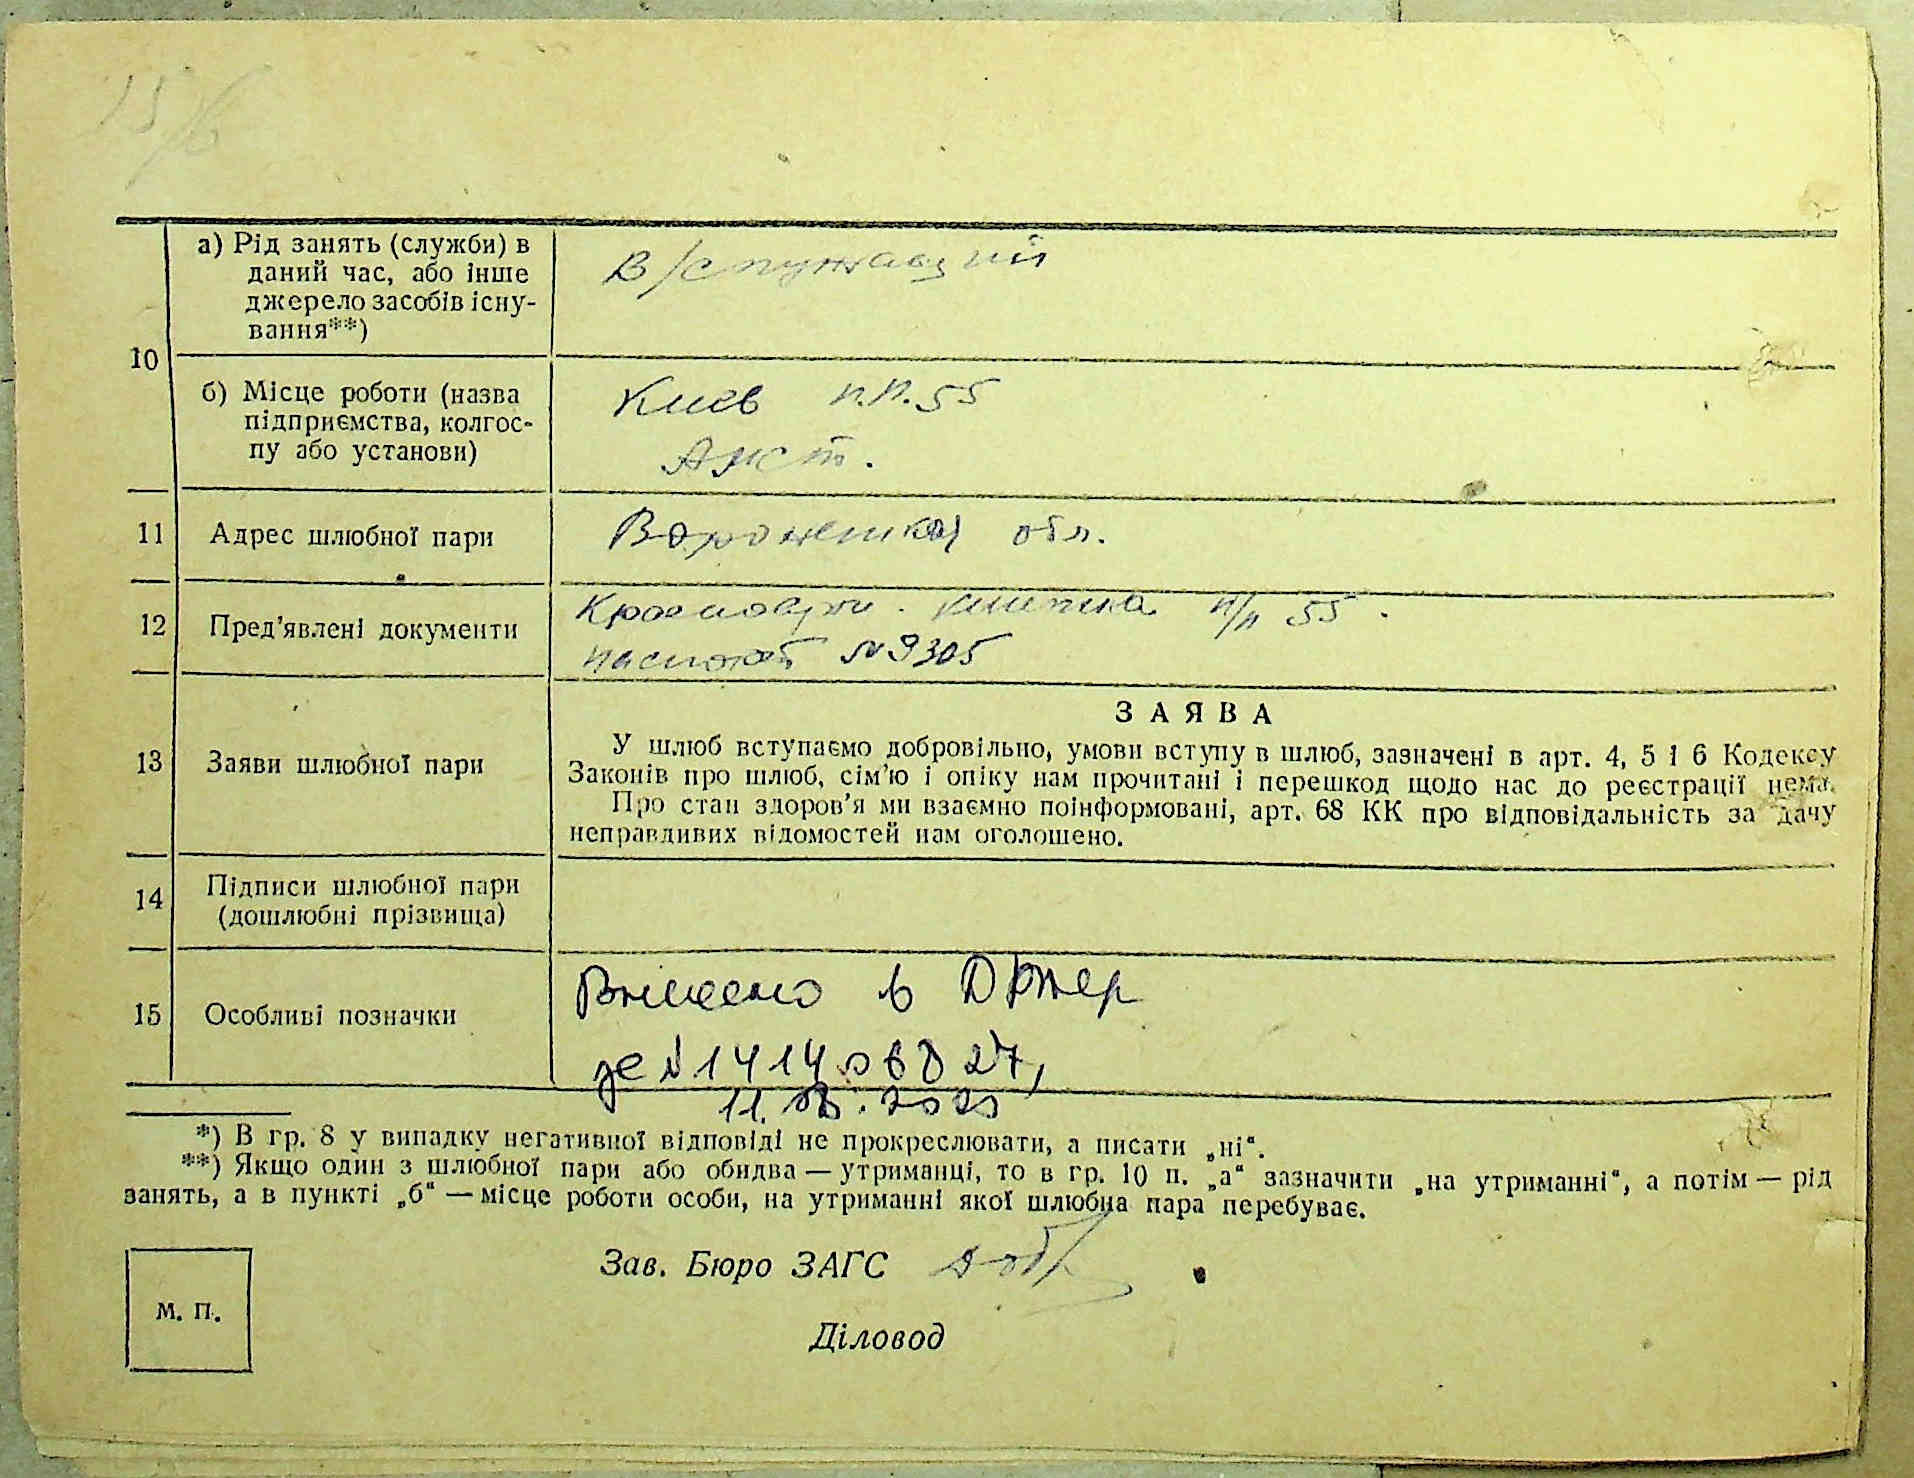 10
а) Рід занять (служби) в
даний час, або інше
джерело засобів існу-
вання**)
В/служащий
б) Місце роботи (назва
підприємства, колгос-
пу або установи)
Киев п.п. 55
11
Адрес шлюбної пари
обл.
12
Пред'явлені документи
книжка п/п 55.
паспорт №9305
13
Заяви шлюбної пари
ЗАЯВА
У шлюб вступаємо добровільно, умови вступу в шлюб, зазначені в арт. 4, 5 і 6 Кодексу
Законів про шлюб, сім'ю і опіку нам прочитані і перешкод щодо нас до реєстрації нема.
Про стан здоров'я ми взаємно поінформовані, арт. 68 КК про відповідальність за дачу
неправдивих відомостей нам оголошено.
14
Підписи шлюбної пари
(дошлюбні прізвища)
15
Особливі позначки
Внесено в
за №
*) В гр. 8 у випадку негативної відповіді не прокреслювати, а писати „ні“.
**) Якщо один з шлюбної пари або обидва — утриманці, то в гр. 10 п. „а“ зазначити „на утриманні“, а потім — рід
занять, а в пункті „б“ — місце роботи особи, на утриманні якої шлюбна пара перебуває.
Зав. Бюро ЗАГС
М. П.
Діловод